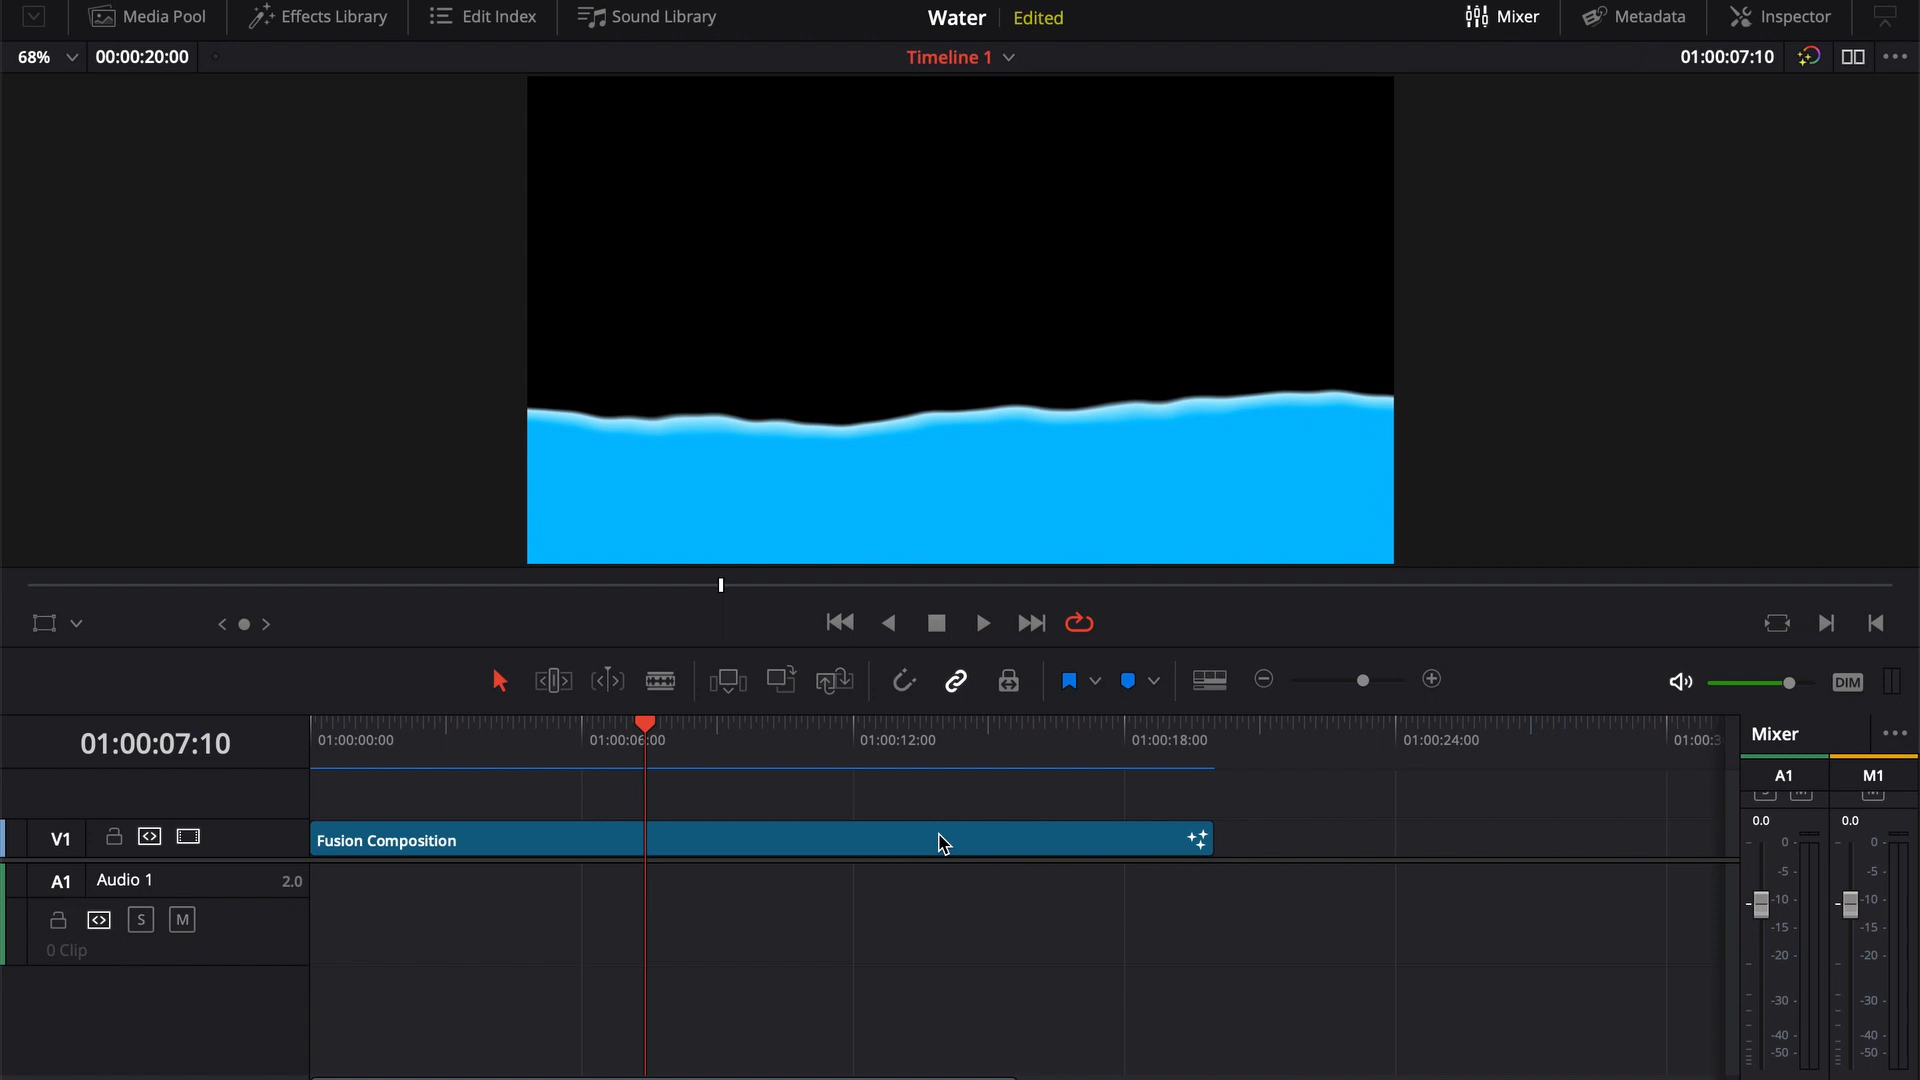 Media Pool
Effects Library
Edit Index
Sound Library
Water
Edited
Mixer
Metadata
Inspector
68%
00:00:20:00
Timeline 1
01:00:07:10
DIM
01:00:07:10
01:00:00:00
01:00:06:00
01:00:12:00
01:00:18:00
01:00:24:00
01:00:3
Mixer
A1
M1
S
M
M
0.0
0.0
V1
Fusion Composition
A1
Audio 1
2.0
S
M
0 Clip
0
-5
-10
-15
-20
-30
-40
-50
0
-5
-10
-15
-20
-30
-40
-50